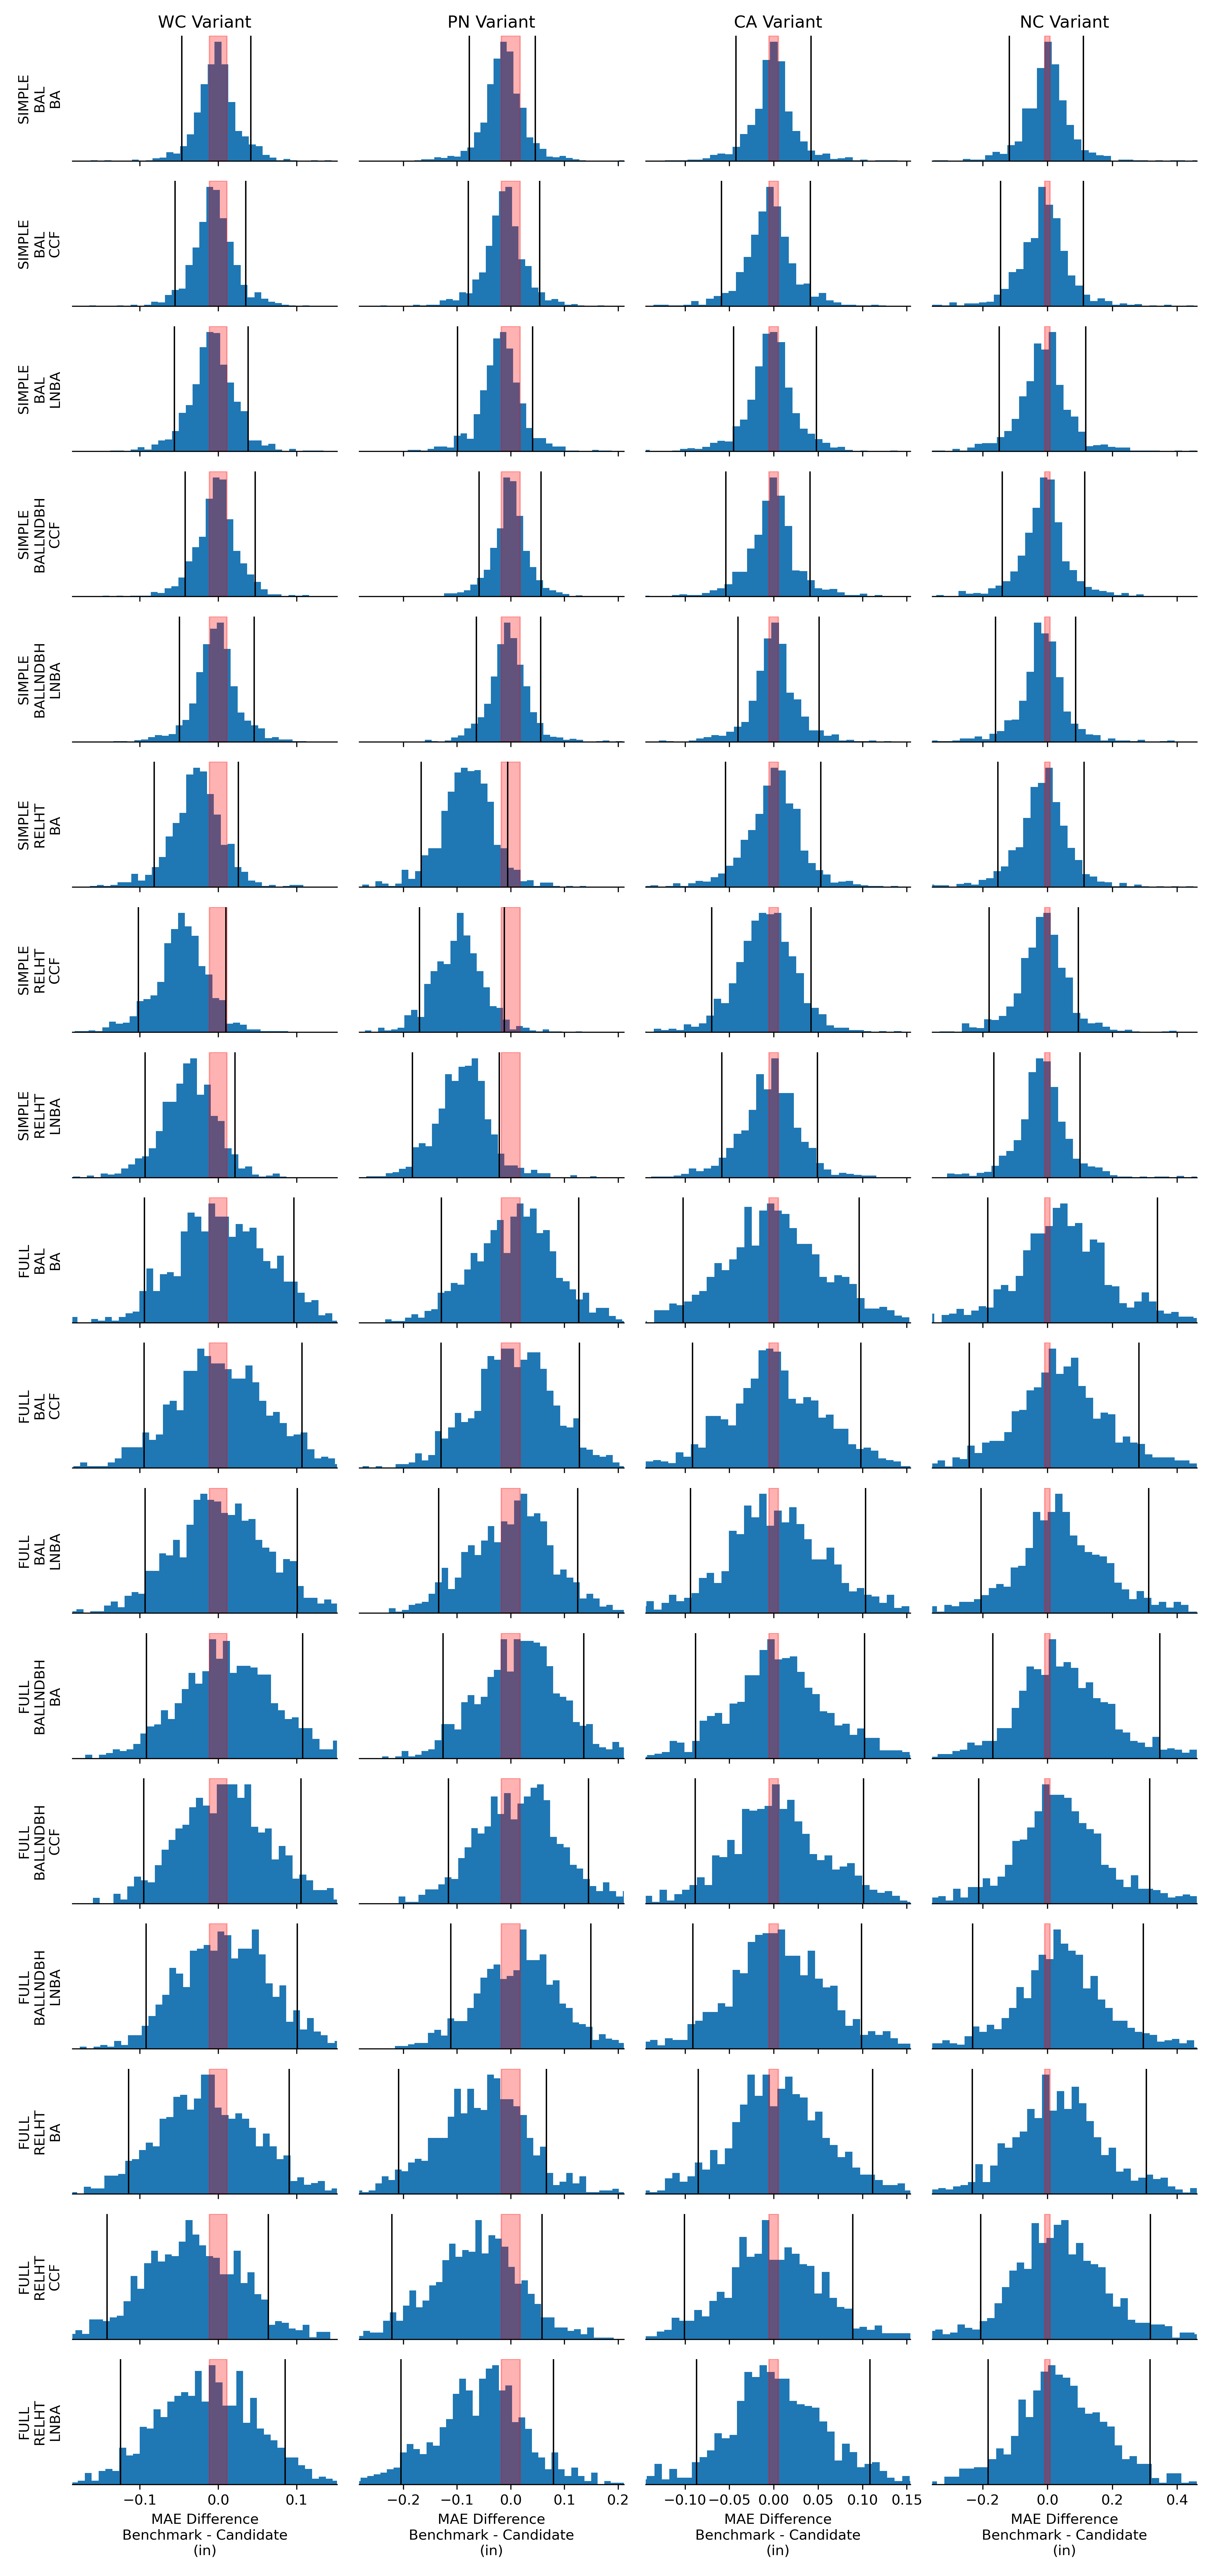 WC Variant
PN Variant
CA Variant
NC Variant
SIMPLE
BAL
BA
SIMPLE
BAL
CCF
SIMPLE
BAL
LNBA
SIMPLE
BALLNDBH
CCF
SIMPLE
BALLNDBH
LNBA
SIMPLE
RELHT
BA
SIMPLE
RELHT
CCF
SIMPLE
RELHT
LNBA
FULL
BAL
BA
FULL
BAL
CCF
FULL
BAL
LNBA
FULL
BALLNDBH
BA
FULL
BALLNDBH
CCF
FULL
BALLNDBH
LNBA
FULL
RELHT
BA
FULL
RELHT
CCF
FULL
RELHT
LNBA
−0.1 0.0 0.1
MAE Difference
Benchmark - Candidate
(in)
−0.2 −0.1 0.0 0.1 0.2
MAE Difference
Benchmark - Candidate
(in)
−0.10 −0.05 0.00 0.05 0.10 0.15
MAE Difference
Benchmark - Candidate
(in)
−0.2 0.0 0.2 0.4
MAE Difference
Benchmark - Candidate
(in)